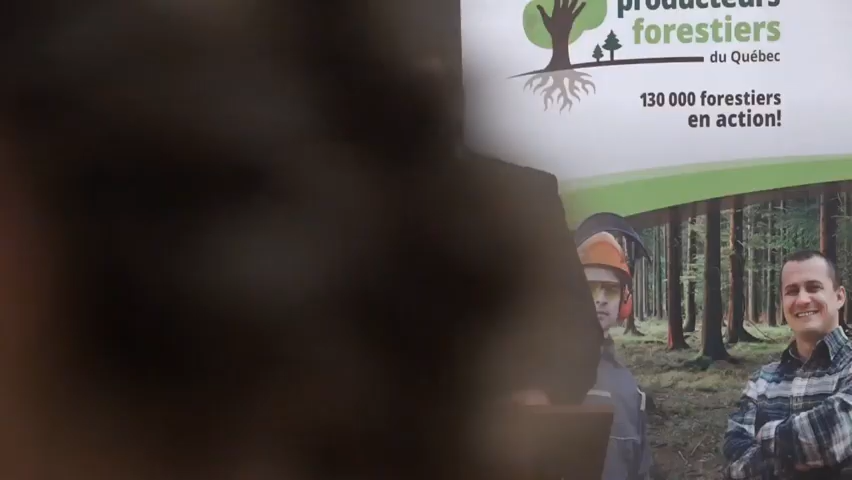 producteurs
forestiers
du Québec
130 000 forestiers
en action!